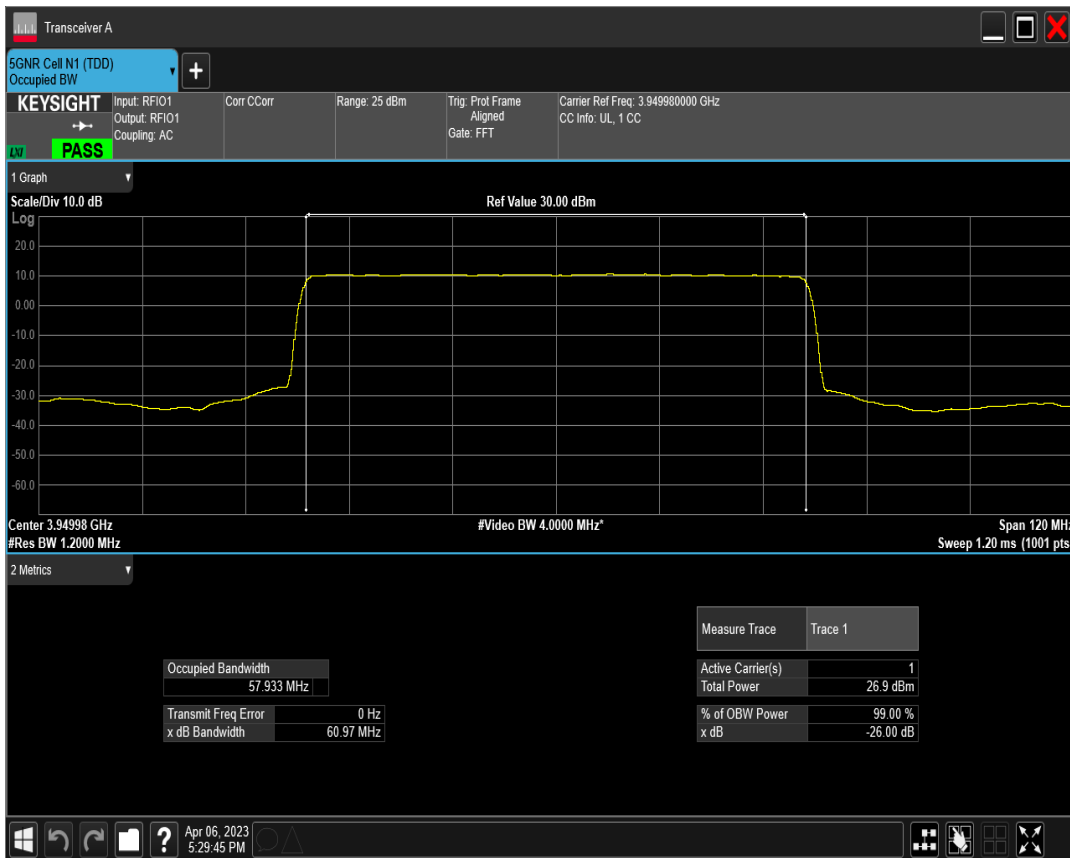 Transceiver A
5GNR Cell N1 (TDD)
Occupied BW
KEYSIGHT
LXI
PASS
Input: RFIO1
Output: RFIO1
Coupling: AC
Corr CCorr
Range: 25 dBm
Trig: Prot Frame
Aligned
Gate: FFT
Carrier Ref Freq: 3.949980000 GHz
CC Info: UL, 1 CC
1 Graph
Scale/Div 10.0 dB
Ref Value 30.00 dBm
Log
20.0
10.0
0.00
-10.0
-20.0
-30.0
-40.0
-50.0
-60.0
Center 3.94998 GHz
#Video BW 4.0000 MHz*
Span 120 MHz
#Res BW 1.2000 MHz
Sweep 1.20 ms (1001 pts
2 Metrics
Measure Trace Trace 1
Occupied Bandwidth
57.933 MHz
Transmit Freq Error 0 Hz
x dB Bandwidth 60.97 MHz
Active Carrier(s) 1
Total Power 26.9 dBm
% of OBW Power 99.00 %
x dB -26.00 dB
?
Apr 06, 2023
5:29:45 PM